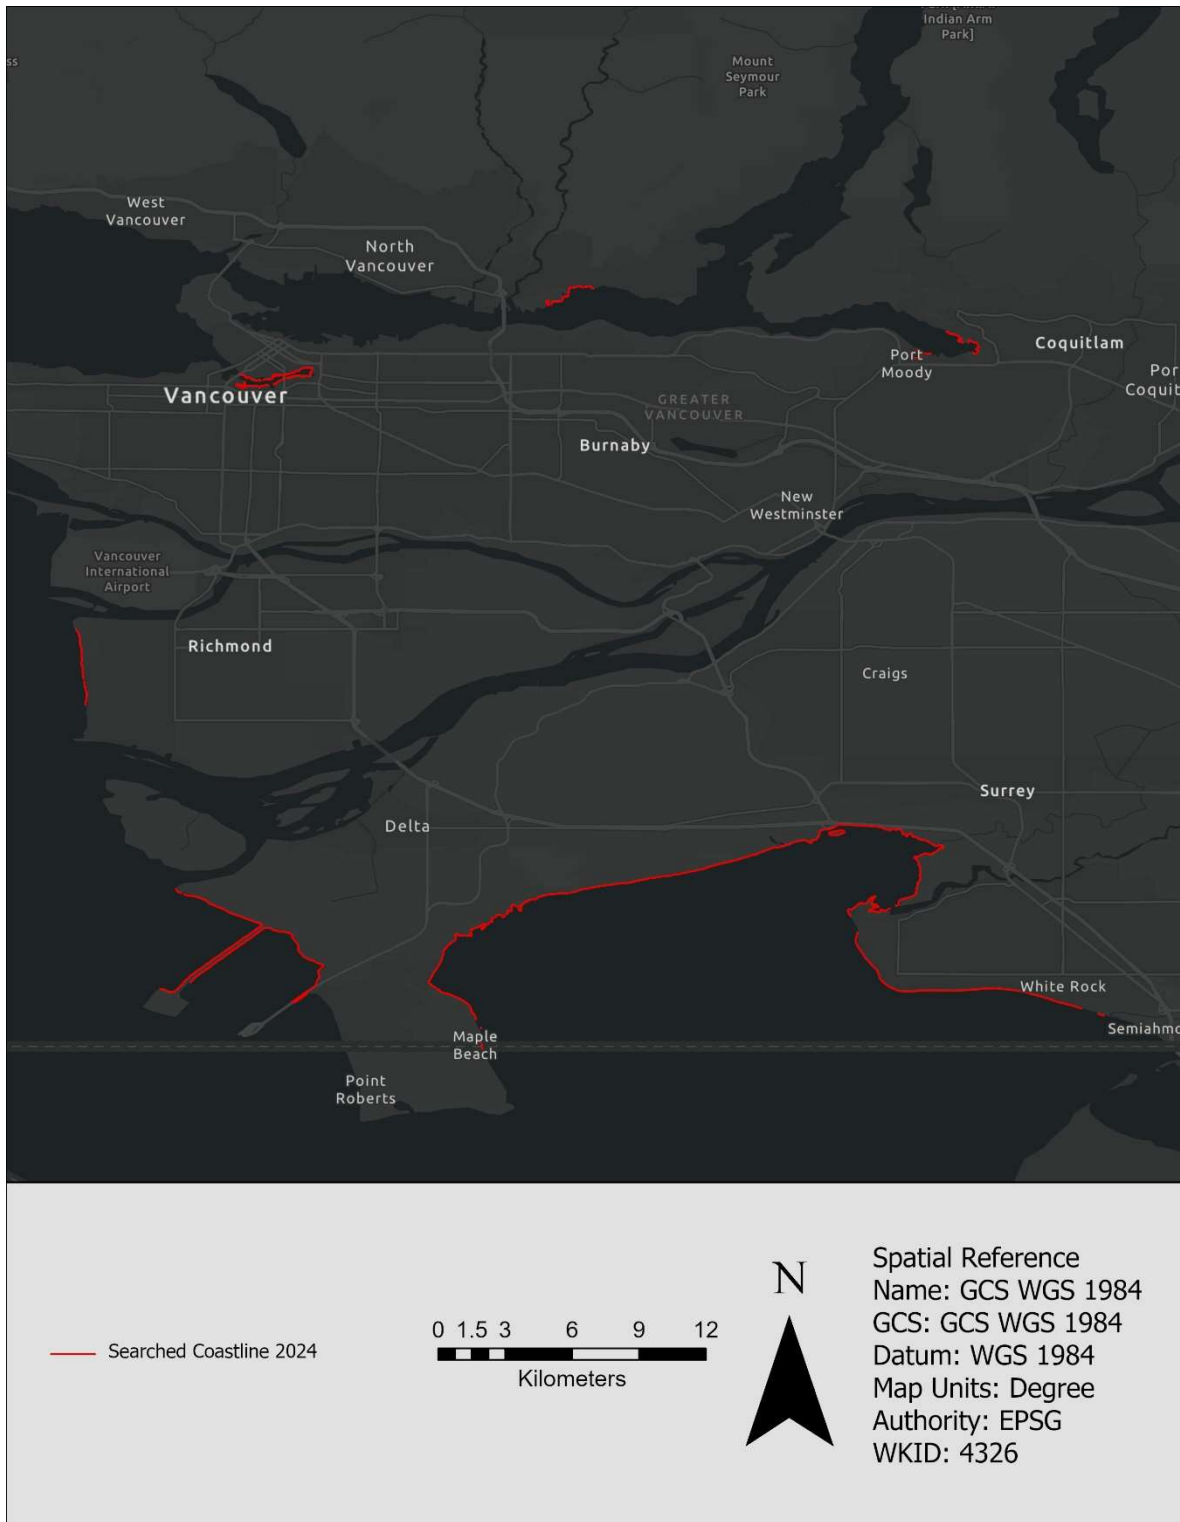 Indian Arm
Park]
Mount
Seymour
Park
ss
West
Vancouver
North
Vancouver
Port
Moody
Coquitlam
Por
Coquit
Vancouver
GREATER
VANCOUVER
Burnaby
New
Westminster
Vancouver
International
Airport
Richmond
Craigs
Surrey
Delta
White Rock
Semiahmo
Maple
Beach
Point
Roberts
Searched Coastline 2024
0 1.5 3 6 9 12
Kilometers
N
Spatial Reference
Name: GCS WGS 1984
GCS: GCS WGS 1984
Datum: WGS 1984
Map Units: Degree
Authority: EPSG
WKID: 4326